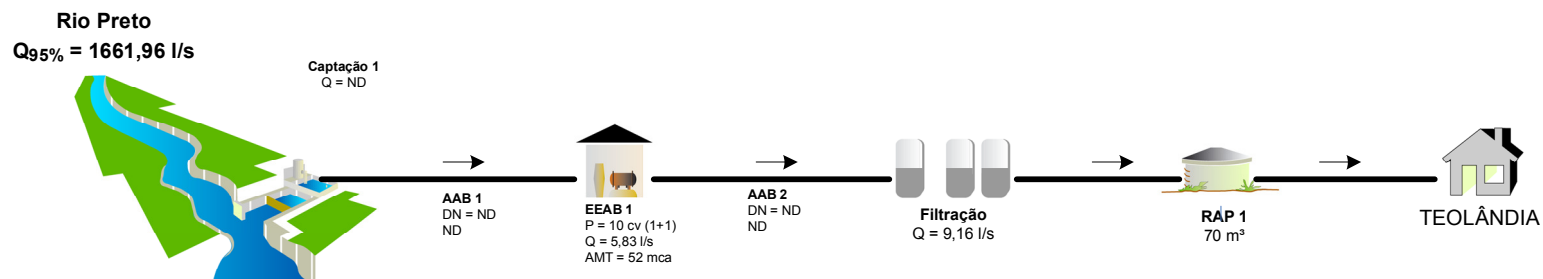 Rio Preto
Q95% = 1661,96 l/s
Captação 1
Q = ND
AAB 1
DN = ND
ND
EEAB 1
P = 10 cv (1+1)
Q = 5,83 l/s
AMT = 52 mca
AAB 2
DN = ND
ND
Filtração
Q = 9,16 l/s
RAP 1
70 m³
TEOLÂNDIA